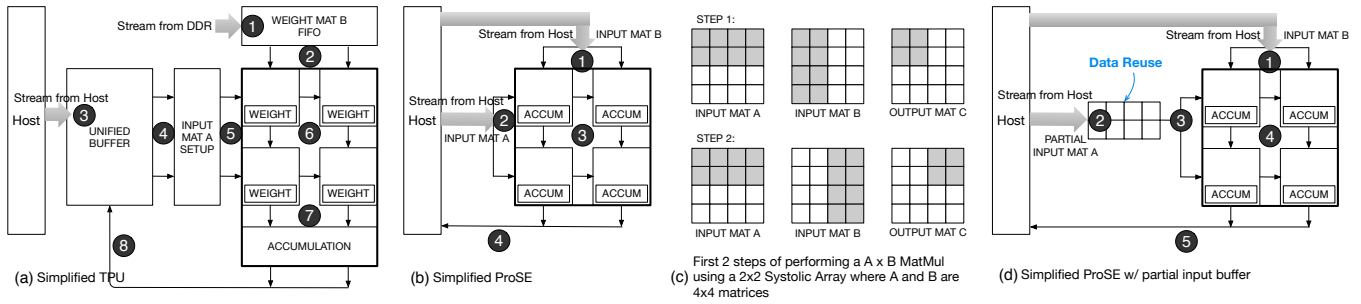 Stream from DDR
1
WEIGHT MAT B
FIFO
2
Stream from Host
Host
3
UNIFIED
BUFFER
4
INPUT
MAT A
SETUP
5
WEIGHT
WEIGHT
6
WEIGHT
WEIGHT
7
ACCUMULATION
8
(a) Simplified TPU
Stream from Host
INPUT MAT B
1
Stream from Host
Host
2
INPUT MAT A
ACCUM
ACCUM
3
ACCUM
ACCUM
4
(b) Simplified ProSE
STEP 1:
INPUT MAT A
INPUT MAT B
OUTPUT MAT C
STEP 2:
INPUT MAT A
INPUT MAT B
OUTPUT MAT C
First 2 steps of performing a A x B MatMul
(c) using a 2x2 Systolic Array where A and B are
4x4 matrices
Stream from Host
INPUT MAT B
1
Data Reuse
Stream from Host
Host
2
3
PARTIAL
INPUT MAT A
ACCUM
ACCUM
4
ACCUM
ACCUM
5
(d) Simplified ProSE w/ partial input buffer